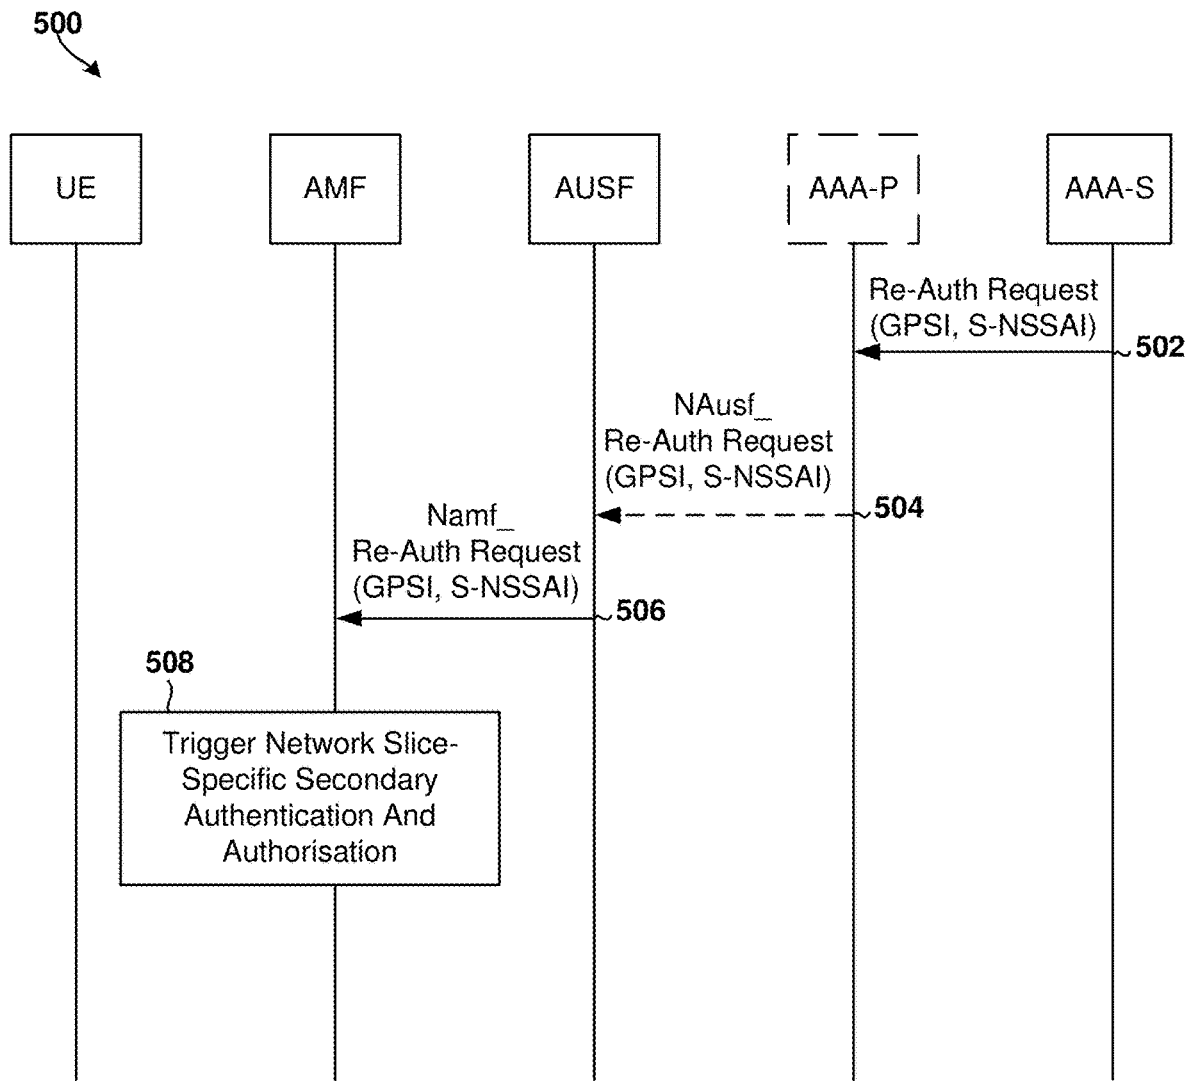 500
UE
AMF
AUSF
AAA-P
AAA-S
Re-Auth Request
(GPSI, S-NSSAI)
502
NAusf_
Re-Auth Request
(GPSI, S-NSSAI)
504
Namf_
Re-Auth Request
(GPSI, S-NSSAI)
506
508
Trigger Network Slice-
Specific Secondary
Authentication And
Authorisation